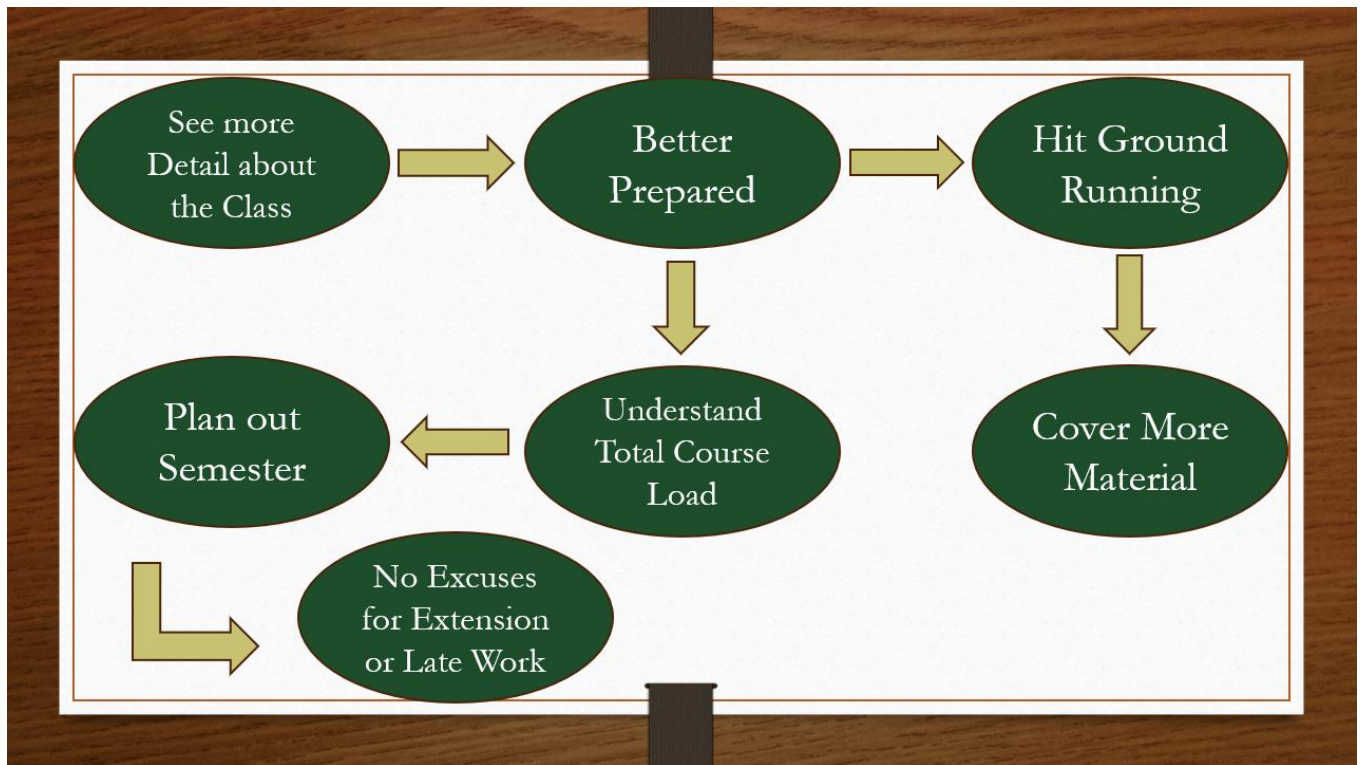 See more
Detail about
the Class
Better
Prepared
Hit Ground
Running
Plan out
Semester
Understand
Total Course
Load
Cover More
Material
No Excuses
for Extension
or Late Work